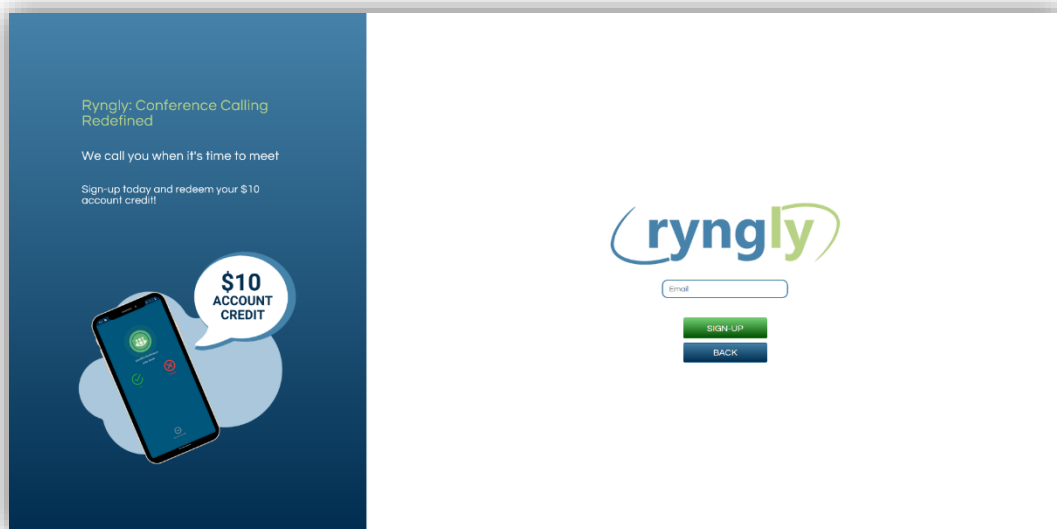 Ryngly: Conference Calling
Redefined
We call you when it's time to meet
Sign-up today and redeem your $10
account credit!
$10
ACCOUNT
CREDIT
ryngly
Email
SIGN-UP
BACK